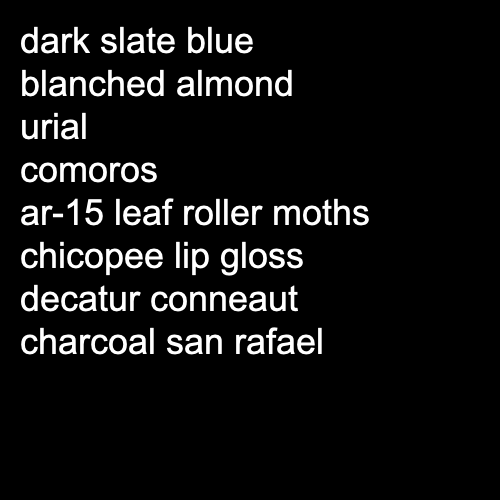 dark slate blue
blanched almond
urial
comoros
ar-15 leaf roller moths
chicopee lip gloss
decatur conneaut
charcoal san rafael